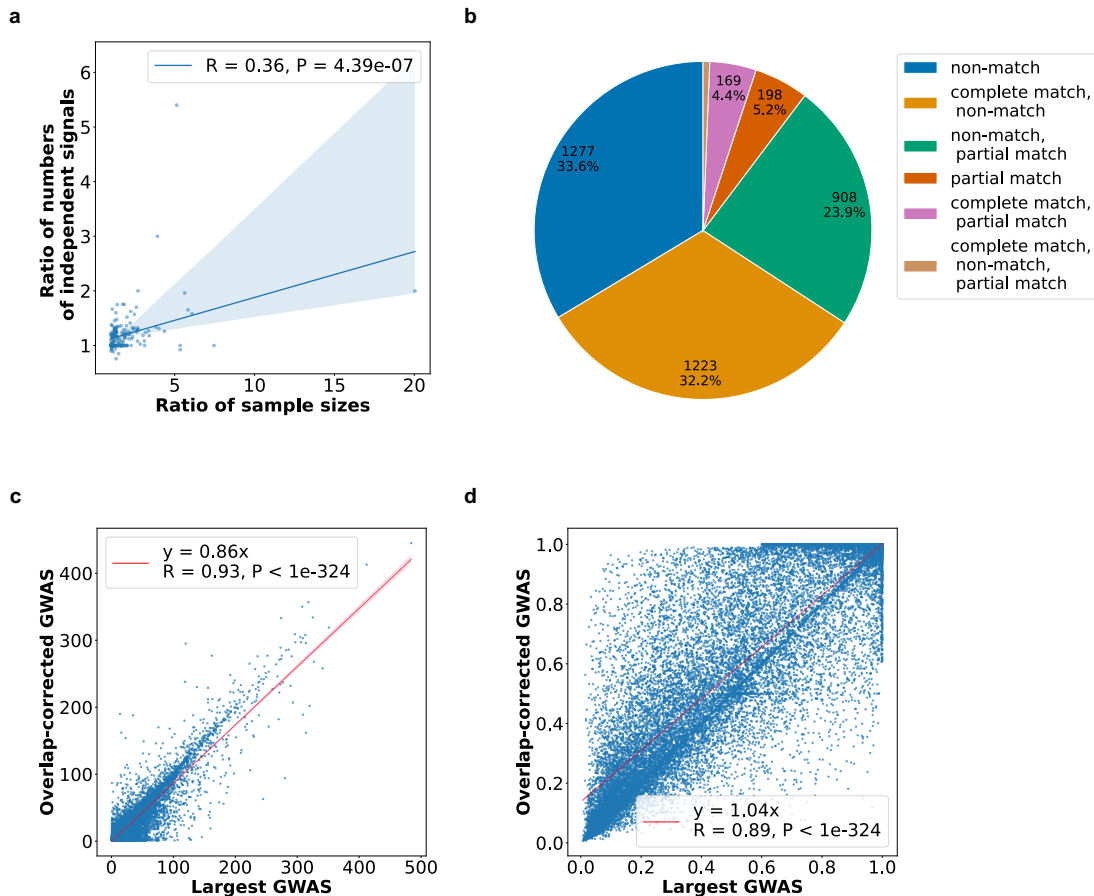 a
R = 0.36, P = 4.39e-07
6
5
4
3
2
1
5
10
15
20
Ratio of numbers
of independent signals
Ratio of sample sizes
b
169
4.4%
198
5.2%
1277
33.6%
908
23.9%
1223
32.2%
non-match
complete match,
non-match
non-match,
partial match
partial match
complete match,
partial match
complete match,
non-match,
partial match
c
y = 0.86x
R = 0.93, P < 1e-324
400
300
200
100
0
0
100
200
300
400
500
Overlap-corrected GWAS
Largest GWAS
d
1.0
0.8
0.6
0.4
0.2
0.0
0.0
0.2
0.4
0.6
0.8
1.0
y = 1.04x
R = 0.89, P < 1e-324
Overlap-corrected GWAS
Largest GWAS